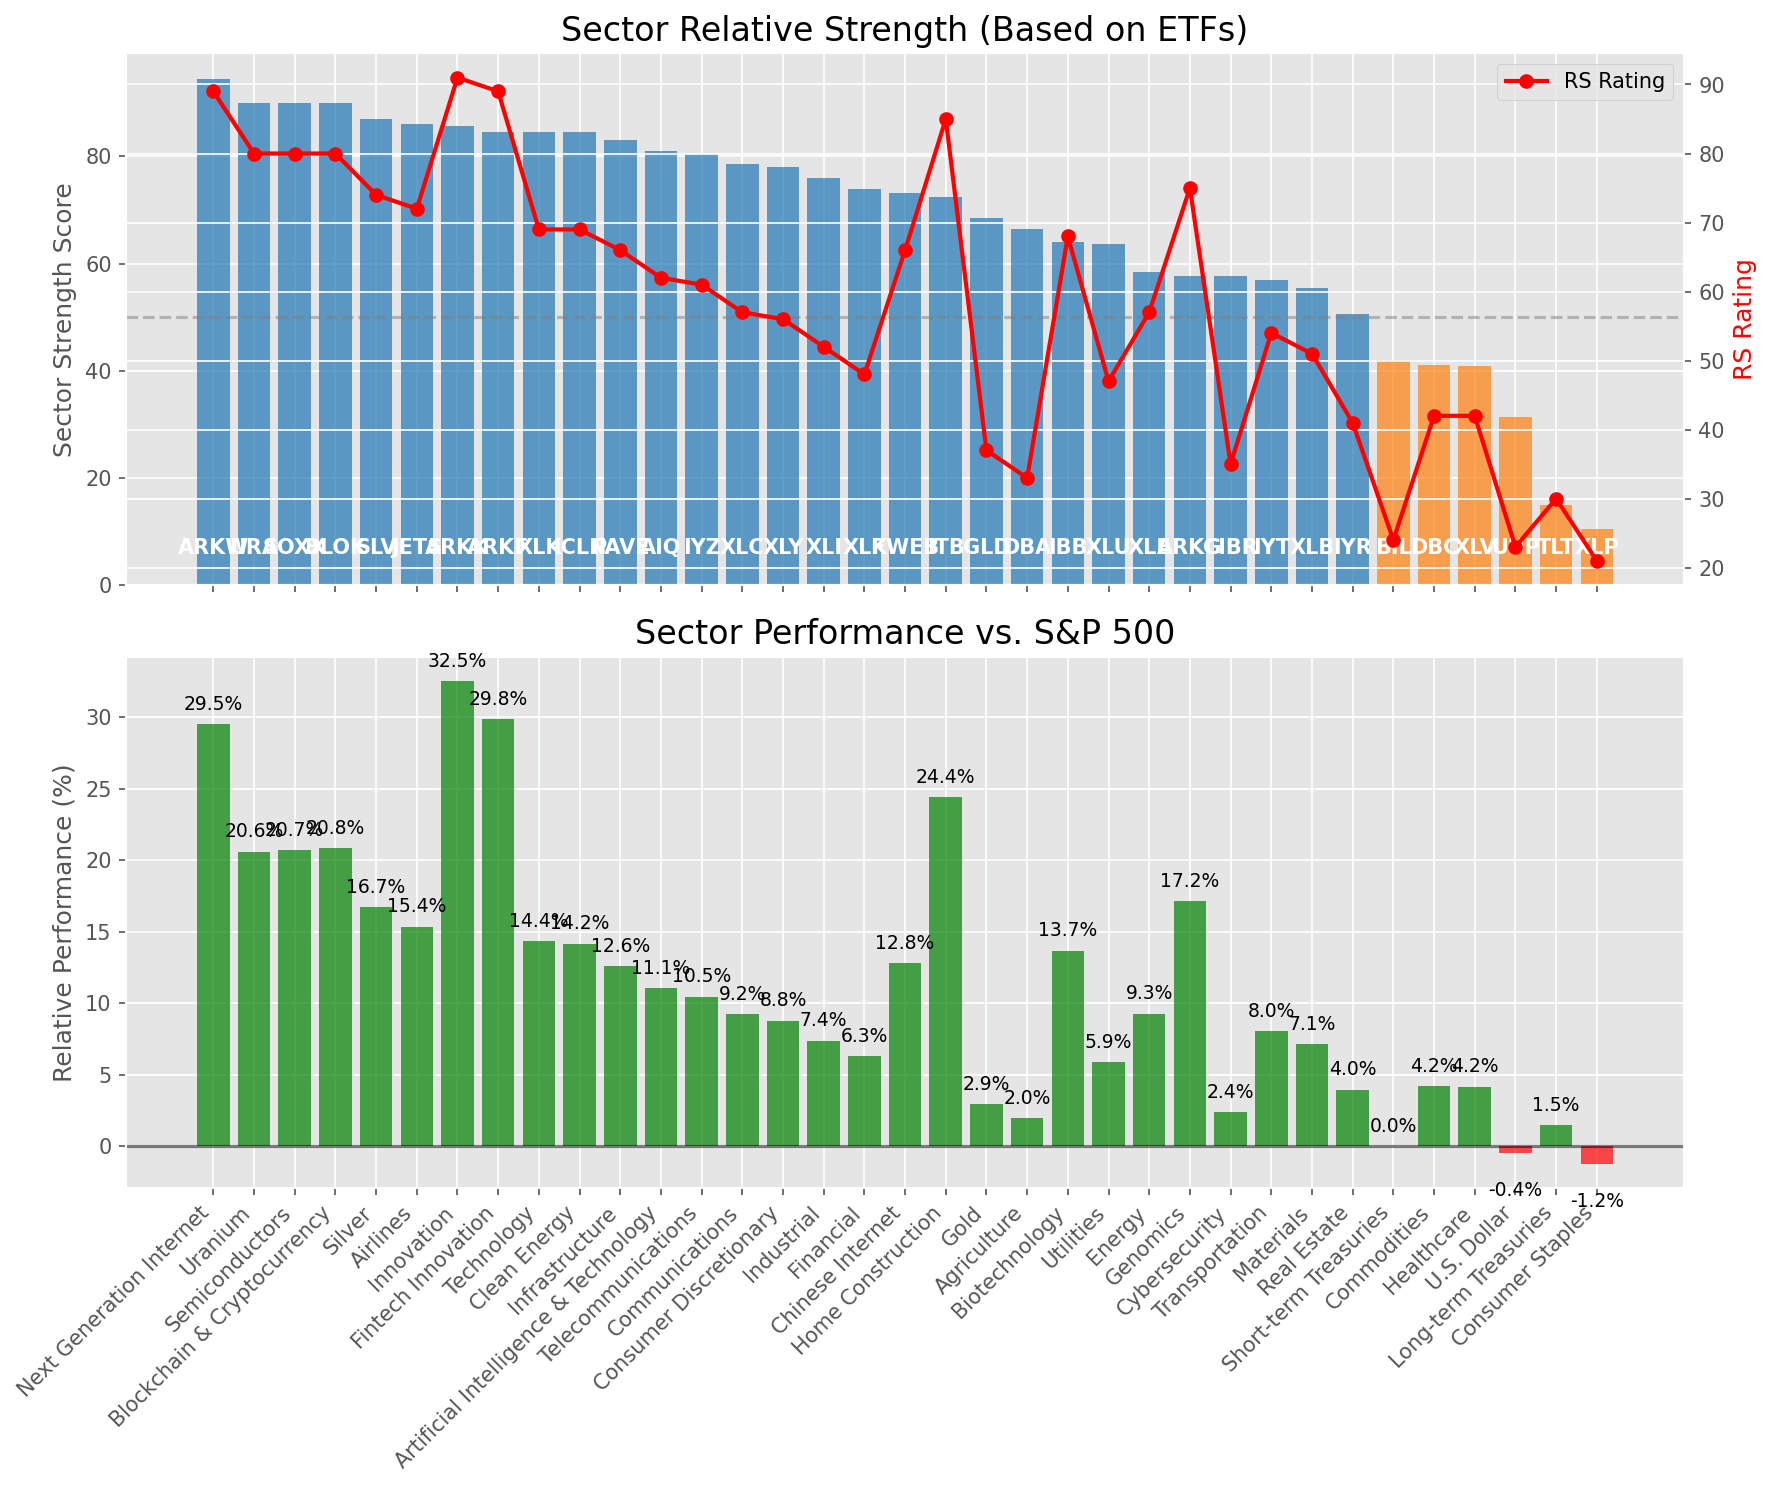 Sector Relative Strength (Based on ETFs)
RS Rating
Sector Strength Score
80
60
40
20
0
90
80
70
60
50
40
30
20
RS Rating
ARKW SLV JETS ARKK ARKF XLK ICLN PAVE AIQ IYZ XLC XLY XLI XLF KWEB ITB GLD DBA IBB XLU XLE ARKG IYT XLB IYR BIL DBC XLV TLT XLP
Sector Performance vs. S&P 500
Relative Performance (%)
30
25
20
15
10
5
0
29.5% 20.6% 20.7% 20.8% 16.7% 15.4% 32.5% 29.8% 14.4% 14.2% 12.6% 11.1% 10.5% 9.2% 8.8% 7.4% 6.3% 12.8% 24.4% 2.9% 2.0% 13.7% 5.9% 9.3% 17.2% 2.4% 8.0% 7.1% 4.0% 0.0% 4.2% 4.2% -0.4% 1.5% -1.2%
Next Generation Internet
Uranium
Semiconductors
Blockchain & Cryptocurrency
Silver
Airlines
Innovation
Fintech Innovation
Technology
Clean Energy
Infrastructure
Artificial Intelligence & Technology
Telecommunications
Communications
Consumer Discretionary
Industrial
Financial
Chinese Internet
Home Construction
Gold
Agriculture
Biotechnology
Utilities
Energy
Genomics
Cybersecurity
Transportation
Materials
Real Estate
Short-term Treasuries
Commodities
Healthcare
U.S. Dollar
Long-term Treasuries
Consumer Staples